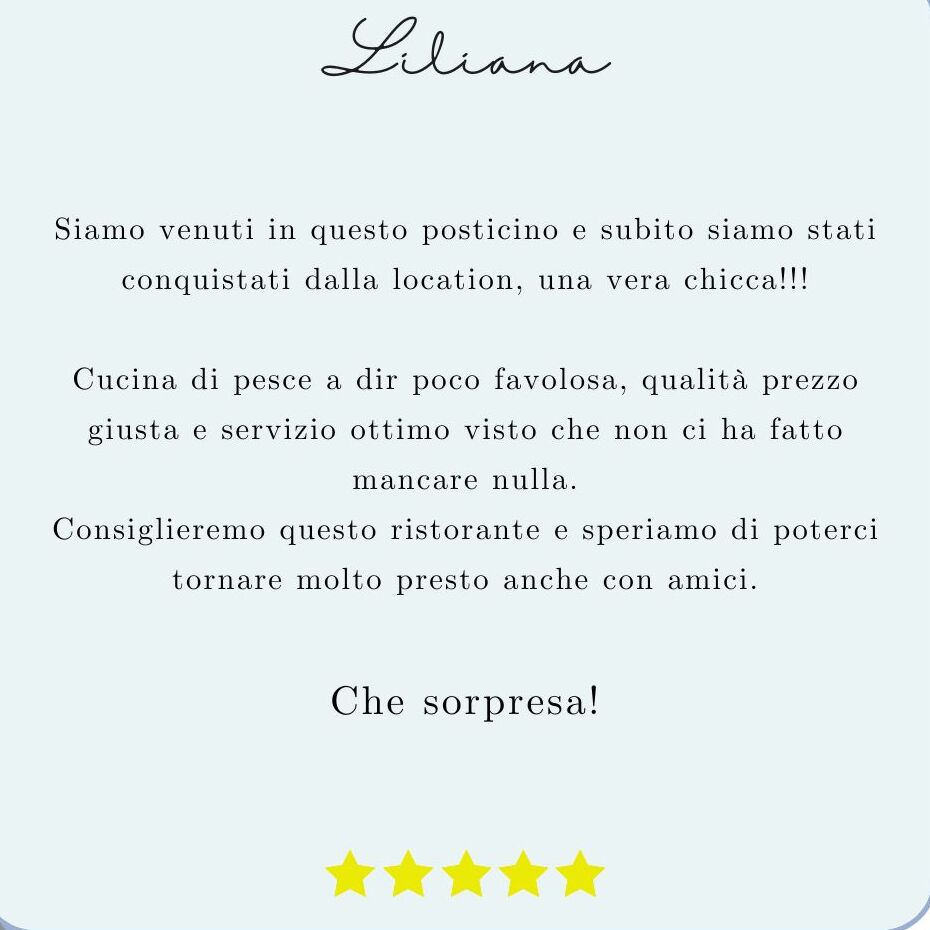 Liliana
Siamo venuti in questo posticino e subito siamo stati
conquistati dalla location, una vera chicca!!!
Cucina di pesce a dir poco favolosa, qualità prezzo
giusta e servizio ottimo visto che non ci ha fatto
mancare nulla.
Consiglieremo questo ristorante e speriamo di poterci
tornare molto presto anche con amici.
Che sorpresa!